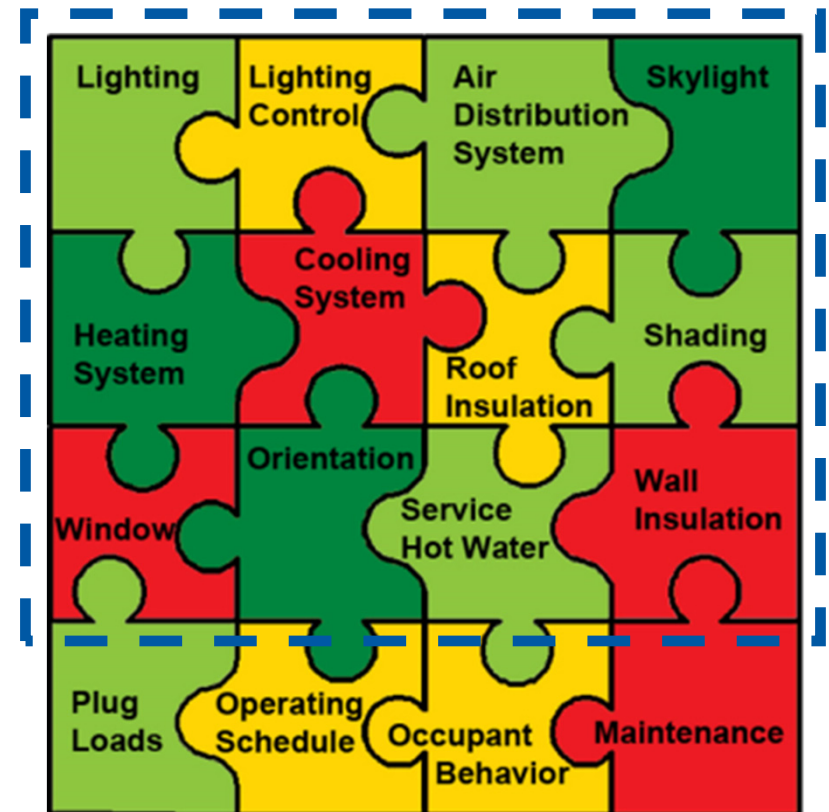 Lighting
Lighting
Control
Air
Distribution
System
Skylight
Heating
System
Cooling
System
Roof
Insulation
Shading
Window
Orientation
Service
Hot Water
Wall
Insulation
Plug
Loads
Operating
Schedule
Occupant
Behavior
Maintenance